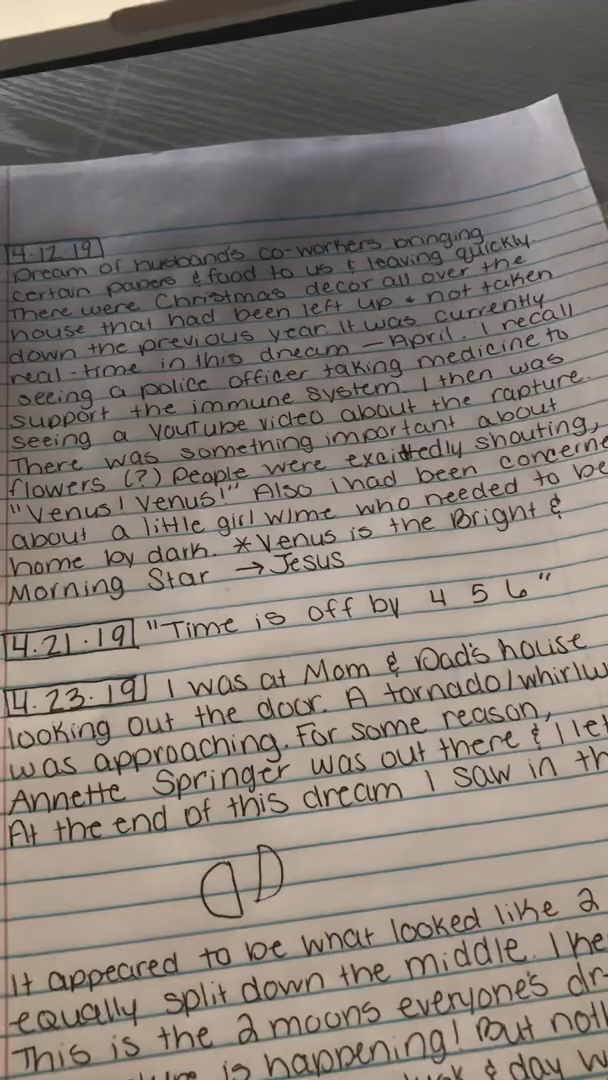 4.12.19
Dream of husband's co-workers bringing
certain papers & food to us & leaving quickly.
There were Christmas decor all over the
house that had been left up & not taken
down the previous year. It was currently
real-time in this dream — April. I recall
seeing a police officer taking medicine to
support the immune system. I then was
seeing a YouTube video about the rapture.
There was something important about
flowers (?) People were excitedly shouting,
"Venus! Venus!" Also i had been concerne
about a little girl w/me who needed to be
home by dark. *Venus is the Bright &
Morning Star → Jesus
4.21.19 "Time is off by 4 5 6"
4.23.19 I was at Mom & Dad's house
looking out the door. A tornado/whirlw
was approaching. For some reason,
Annette Springer was out there & I let
At the end of this dream I saw in th
It appeared to be what looked like 2
equally split down the middle. I he
This is the 2 moons everyone's dr
is happening! But noth
& day w